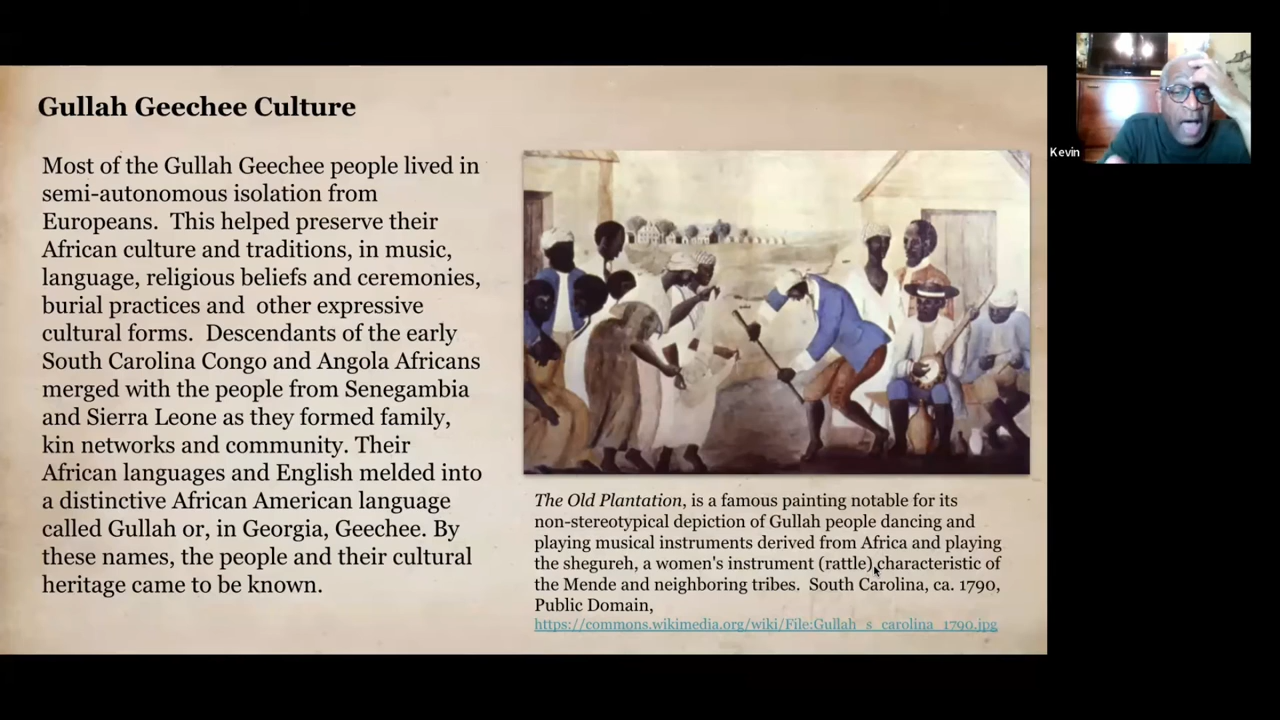 Gullah Geechee Culture
Most of the Gullah Geechee people lived in
semi-autonomous isolation from
Europeans.  This helped preserve their
African culture and traditions, in music,
language, religious beliefs and ceremonies,
burial practices and  other expressive
cultural forms.  Descendants of the early
South Carolina Congo and Angola Africans
merged with the people from Senegambia
and Sierra Leone as they formed family,
kin networks and community. Their
African languages and English melded into
a distinctive African American language
called Gullah or, in Georgia, Geechee. By
these names, the people and their cultural
heritage came to be known.
The Old Plantation, is a famous painting notable for its
non-stereotypical depiction of Gullah people dancing and
playing musical instruments derived from Africa and playing
the shegureh, a women's instrument (rattle) characteristic of
the Mende and neighboring tribes.  South Carolina, ca. 1790,
Public Domain,
https://commons.wikimedia.org/wiki/File:Gullah_s_carolina_1790.jpg
Kevin